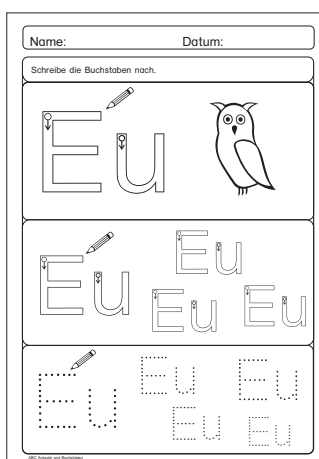 Name: Datum:
Schreibe die Buchstaben nach.
Eu
Eu
Eu
Eu Eu
Eu Eu Eu
Eu Eu
ABC Anlaute und Buchstaben